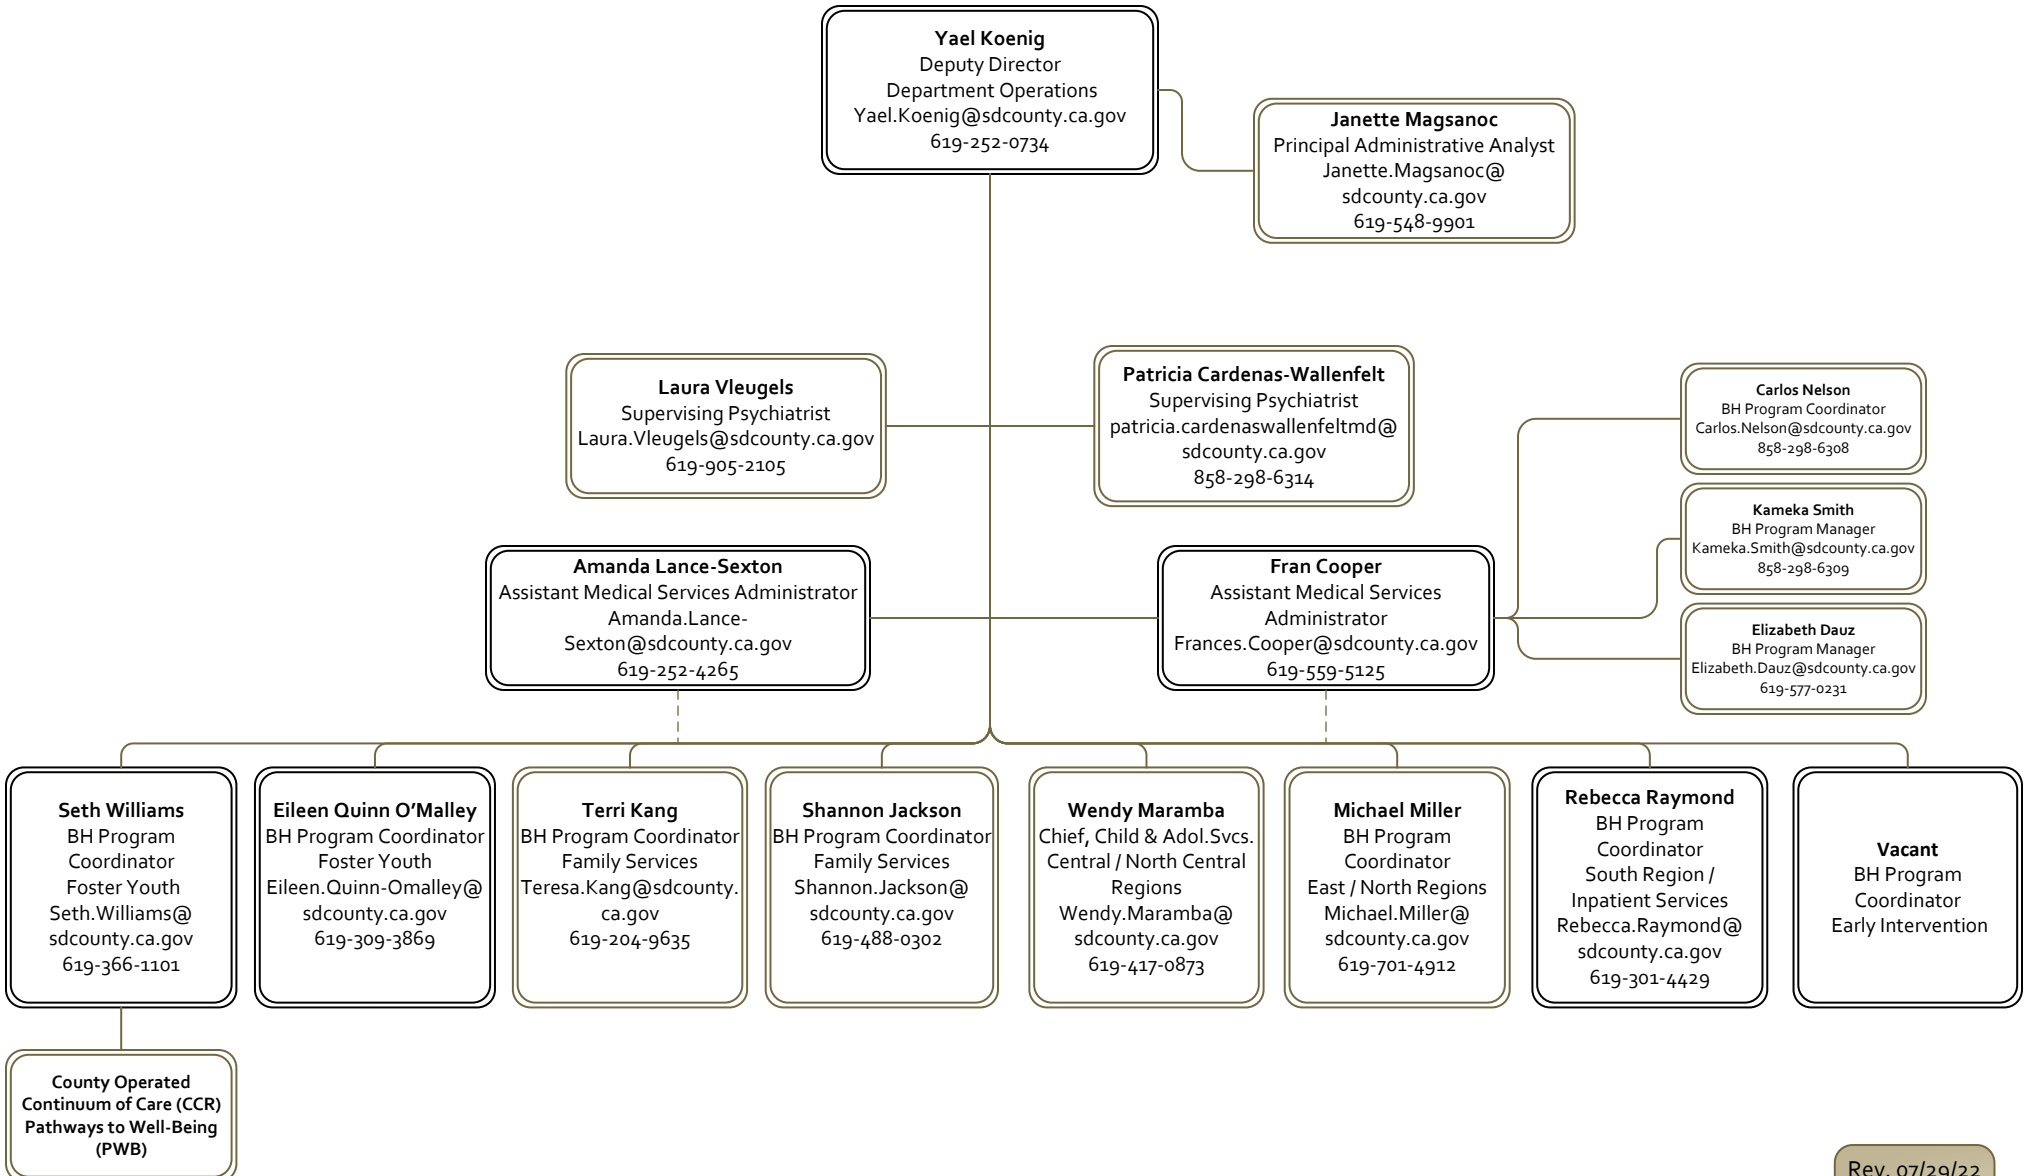 Yael Koenig
Deputy Director
Department Operations
Yael.Koenig@sdcounty.ca.gov
619-252-0734
Janette Magsanoc
Principal Administrative Analyst
Janette.Magsanoc@
sdcounty.ca.gov
619-548-9901
Laura Vleugels
Supervising Psychiatrist
Laura.Vleugels@sdcounty.ca.gov
619-905-2105
Patricia Cardenas-Wallenfelt
Supervising Psychiatrist
patricia.cardenaswallenfeltmd@
sdcounty.ca.gov
858-298-6314
Carlos Nelson
BH Program Coordinator
Carlos.Nelson@sdcounty.ca.gov
858-298-6308
Kameka Smith
BH Program Manager
Kameka.Smith@sdcounty.ca.gov
858-298-6309
Elizabeth Dauz
BH Program Manager
Elizabeth.Dauz@sdcounty.ca.gov
619-577-0231
Amanda Lance-Sexton
Assistant Medical Services Administrator
Amanda.Lance-
Sexton@sdcounty.ca.gov
619-252-4265
Fran Cooper
Assistant Medical Services
Administrator
Frances.Cooper@sdcounty.ca.gov
619-559-5125
Seth Williams
BH Program
Coordinator
Foster Youth
Seth.Williams@
sdcounty.ca.gov
619-366-1101
Eileen Quinn O’Malley
BH Program Coordinator
Foster Youth
Eileen.Quinn-Omalley@
sdcounty.ca.gov
619-309-3869
Terri Kang
BH Program Coordinator
Family Services
Teresa.Kang@sdcounty.
ca.gov
619-204-9635
Shannon Jackson
BH Program Coordinator
Family Services
Shannon.Jackson@
sdcounty.ca.gov
619-488-0302
Wendy Maramba
Chief, Child & Adol.Svcs.
Central / North Central
Regions
Wendy.Maramba@
sdcounty.ca.gov
619-417-0873
Michael Miller
BH Program
Coordinator
East / North Regions
Michael.Miller@
sdcounty.ca.gov
619-701-4912
Rebecca Raymond
BH Program
Coordinator
South Region /
Inpatient Services
Rebecca.Raymond@
sdcounty.ca.gov
619-301-4429
Vacant
BH Program
Coordinator
Early Intervention
County Operated
Continuum of Care (CCR)
Pathways to Well-Being
(PWB)
Rev. 07/29/22